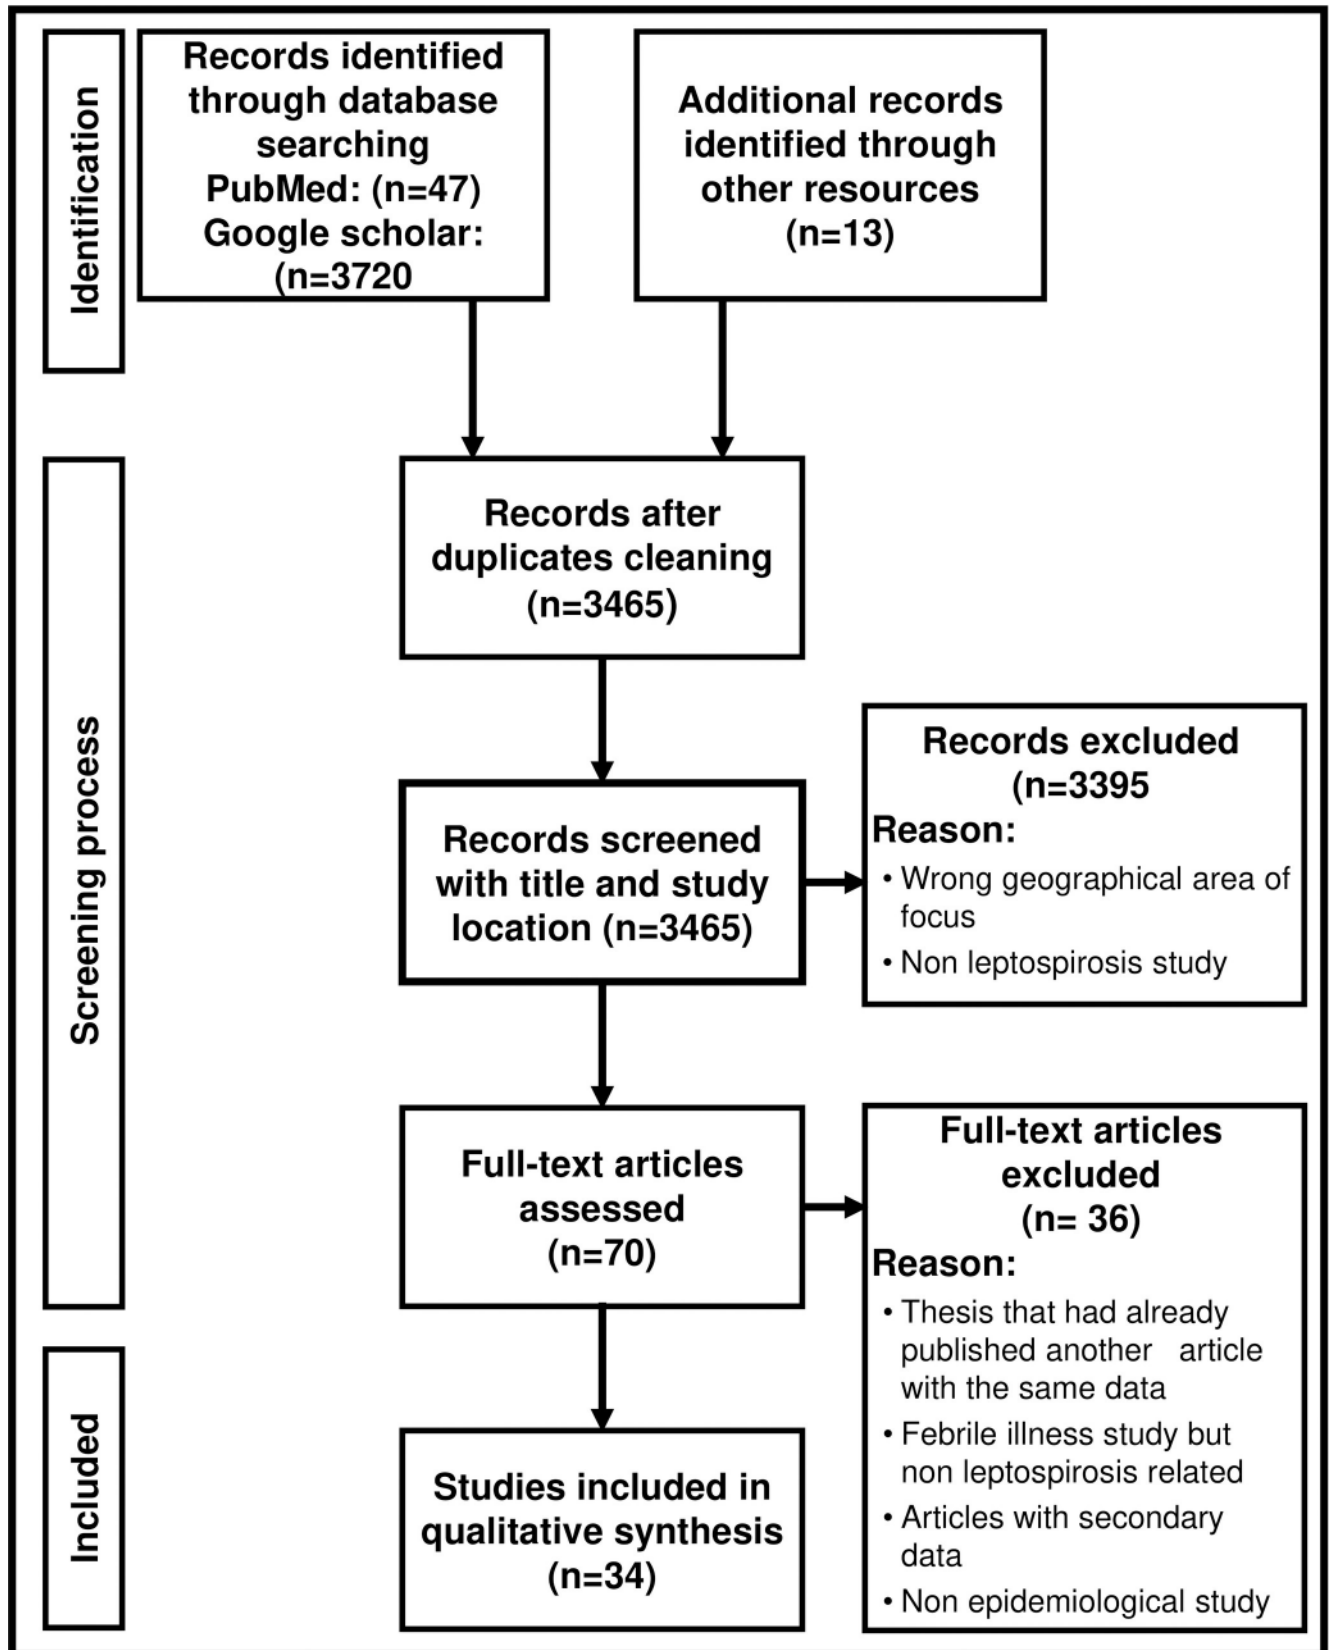 Identification
Records identified
through database
searching
PubMed: (n=47)
Google scholar:
(n=3720
Additional records
identified through
other resources
(n=13)
Screening process
Records after
duplicates cleaning
(n=3465)
Records screened
with title and study
location (n=3465)
Records excluded
(n=3395
Reason:
• Wrong geographical area of
focus
• Non leptospirosis study
Full-text articles
assessed
(n=70)
Full-text articles
excluded
(n= 36)
Reason:
• Thesis that had already
published another article
with the same data
• Febrile illness study but
non leptospirosis related
• Articles with secondary
data
• Non epidemiological study
Included
Studies included in
qualitative synthesis
(n=34)